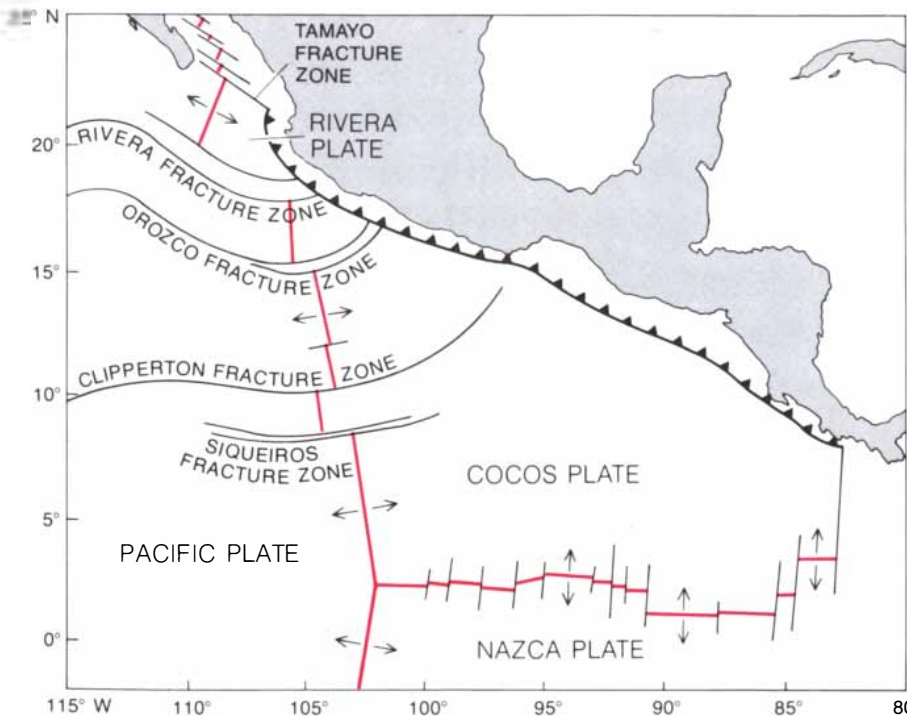 ° N
TAMAYO
FRACTURE
ZONE
RIVERA
PLATE
20°
RIVERA FRACTURE ZONE
OROZCO FRACTURE ZONE
15°
CLIPPERTON FRACTURE ZONE
10°
SIQUEIROS
FRACTURE ZONE
COCOS PLATE
5°
PACIFIC PLATE
0°
NAZCA PLATE
115° W
110°
105°
100°
95°
90°
85°
80